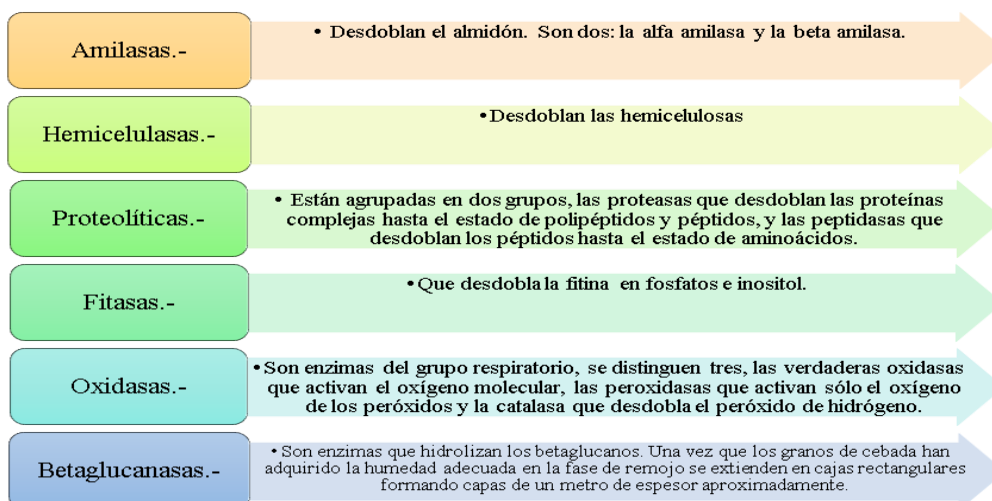 Amilasas.-
• Desdoblan el almidón. Son dos: la alfa amilasa y la beta amilasa.
Hemicelulasas.-
• Desdoblan las hemicelulosas
Proteolíticas.-
• Están agrupadas en dos grupos, las proteasas que desdoblan las proteínas
complejas hasta el estado de polipéptidos y péptidos, y las peptidasas que
desdoblan los péptidos hasta el estado de aminoácidos.
Fitasas.-
• Que desdobla la fitina en fosfatos e inositol.
Oxidasas.-
• Son enzimas del grupo respiratorio, se distinguen tres, las verdaderas oxidasas
que activan el oxígeno molecular, las peroxidasas que activan sólo el oxígeno
de los peróxidos y la catalasa que desdobla el peróxido de hidrógeno.
Betaglucanasas.-
• Son enzimas que hidrolizan los betaglucanos. Una vez que los granos de cebada han
adquirido la humedad adecuada en la fase de remojo se extienden en cajas rectangulares
formando capas de un metro de espesor aproximadamente.